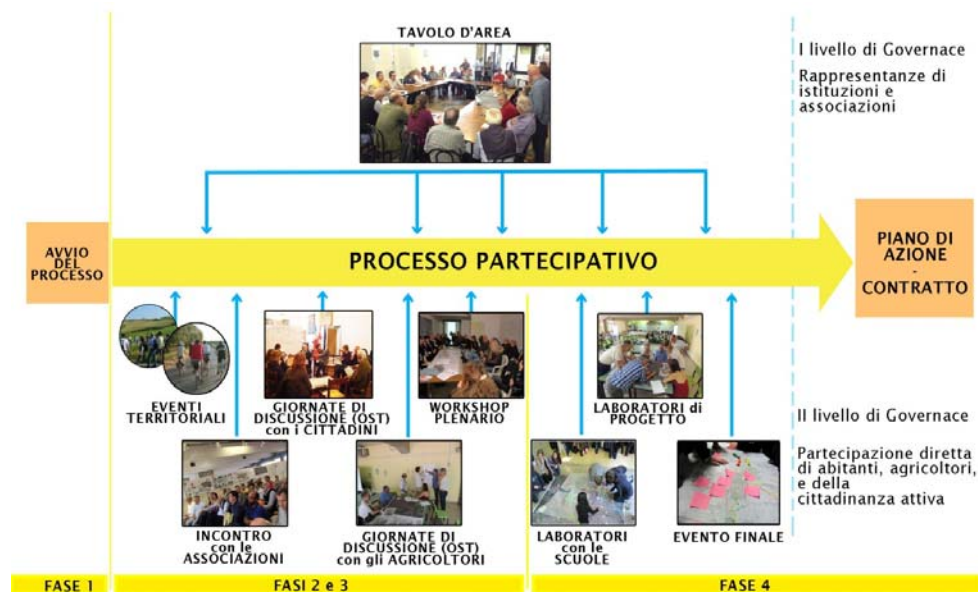 TAVOLO D'AREA
I livello di Governace
Rappresentanze di
istituzioni e
associazioni
AVVIO
DEL
PROCESSO
PROCESSO PARTECIPATIVO
PIANO DI
AZIONE
-
CONTRATTO
EVENTI
TERRITORIALI
GIORNATE DI
DISCUSSIONE (OST)
con i CITTADINI
WORKSHOP
PLENARIO
LABORATORI di
PROGETTO
II livello di Governace
Partecipazione diretta
di abitanti, agricoltori,
e della
cittadinanza attiva
INCONTRO
con le
ASSOCIAZIONI
GIORNATE DI
DISCUSSIONE (OST)
con gli AGRICOLTORI
LABORATORI
con le
SCUOLE
EVENTO FINALE
FASE 1
FASI 2 e 3
FASE 4